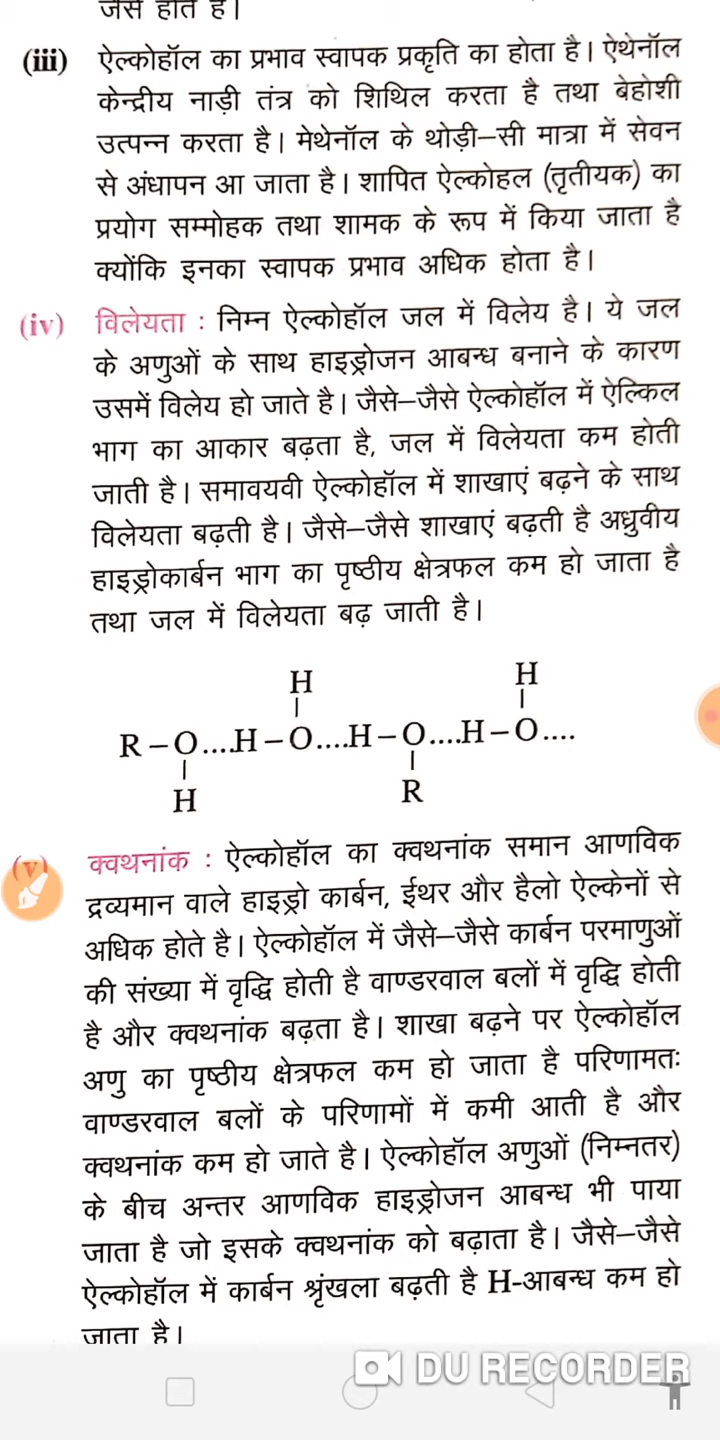 जैसे होते है।
(iii) ऐल्कोहॉल का प्रभाव स्वापक प्रकृति का होता है। ऐथेनॉल
केन्द्रीय नाड़ी तंत्र को शिथिल करता है तथा बेहोशी
उत्पन्न करता है। मेथेनॉल के थोड़ी–सी मात्रा में सेवन
से अंधापन आ जाता है। शापित ऐल्कोहल (तृतीयक) का
प्रयोग सम्मोहक तथा शामक के रूप में किया जाता है
क्योंकि इनका स्वापक प्रभाव अधिक होता है।
(iv) विलेयता : निम्न ऐल्कोहॉल जल में विलेय है। ये जल
के अणुओं के साथ हाइड्रोजन आबन्ध बनाने के कारण
उसमें विलेय हो जाते है। जैसे–जैसे ऐल्कोहॉल में ऐल्किल
भाग का आकार बढ़ता है, जल में विलेयता कम होती
जाती है। समावयवी ऐल्कोहॉल में शाखाएं बढ़ने के साथ
विलेयता बढ़ती है। जैसे–जैसे शाखाएं बढ़ती है अध्रुवीय
हाइड्रोकार्बन भाग का पृष्ठीय क्षेत्रफल कम हो जाता है
तथा जल में विलेयता बढ़ जाती है।
H H
R–O....H–O....H–O....H–O....
H R
(v) क्वथनांक : ऐल्कोहॉल का क्वथनांक समान आणविक
द्रव्यमान वाले हाइड्रो कार्बन, ईथर और हैलो ऐल्केनों से
अधिक होते है। ऐल्कोहॉल में जैसे–जैसे कार्बन परमाणुओं
की संख्या में वृद्धि होती है वाण्डरवाल बलों में वृद्धि होती
है और क्वथनांक बढ़ता है। शाखा बढ़ने पर ऐल्कोहॉल
अणु का पृष्ठीय क्षेत्रफल कम हो जाता है परिणामतः
वाण्डरवाल बलों के परिणामों में कमी आती है और
क्वथनांक कम हो जाते है। ऐल्कोहॉल अणुओं (निम्नतर)
के बीच अन्तर आणविक हाइड्रोजन आबन्ध भी पाया
जाता है जो इसके क्वथनांक को बढ़ाता है। जैसे–जैसे
ऐल्कोहॉल में कार्बन श्रृंखला बढ़ती है H-आबन्ध कम हो
जाता है।
DU RECORDER